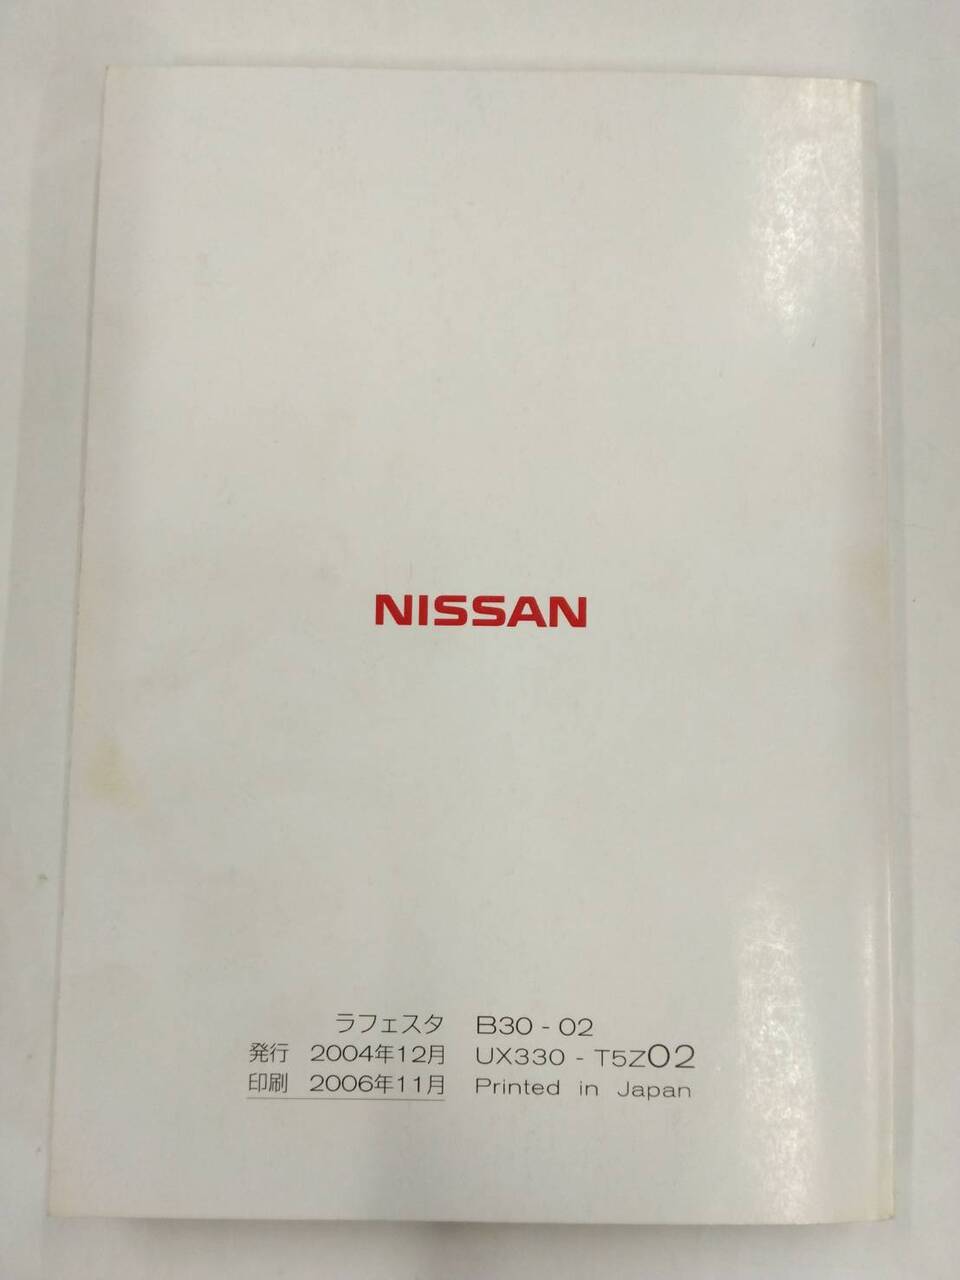 NISSAN
ラフェスタ B30 - 02
発行 2004年12月 UX330 - T5Z02
印刷 2006年11月 Printed in Japan